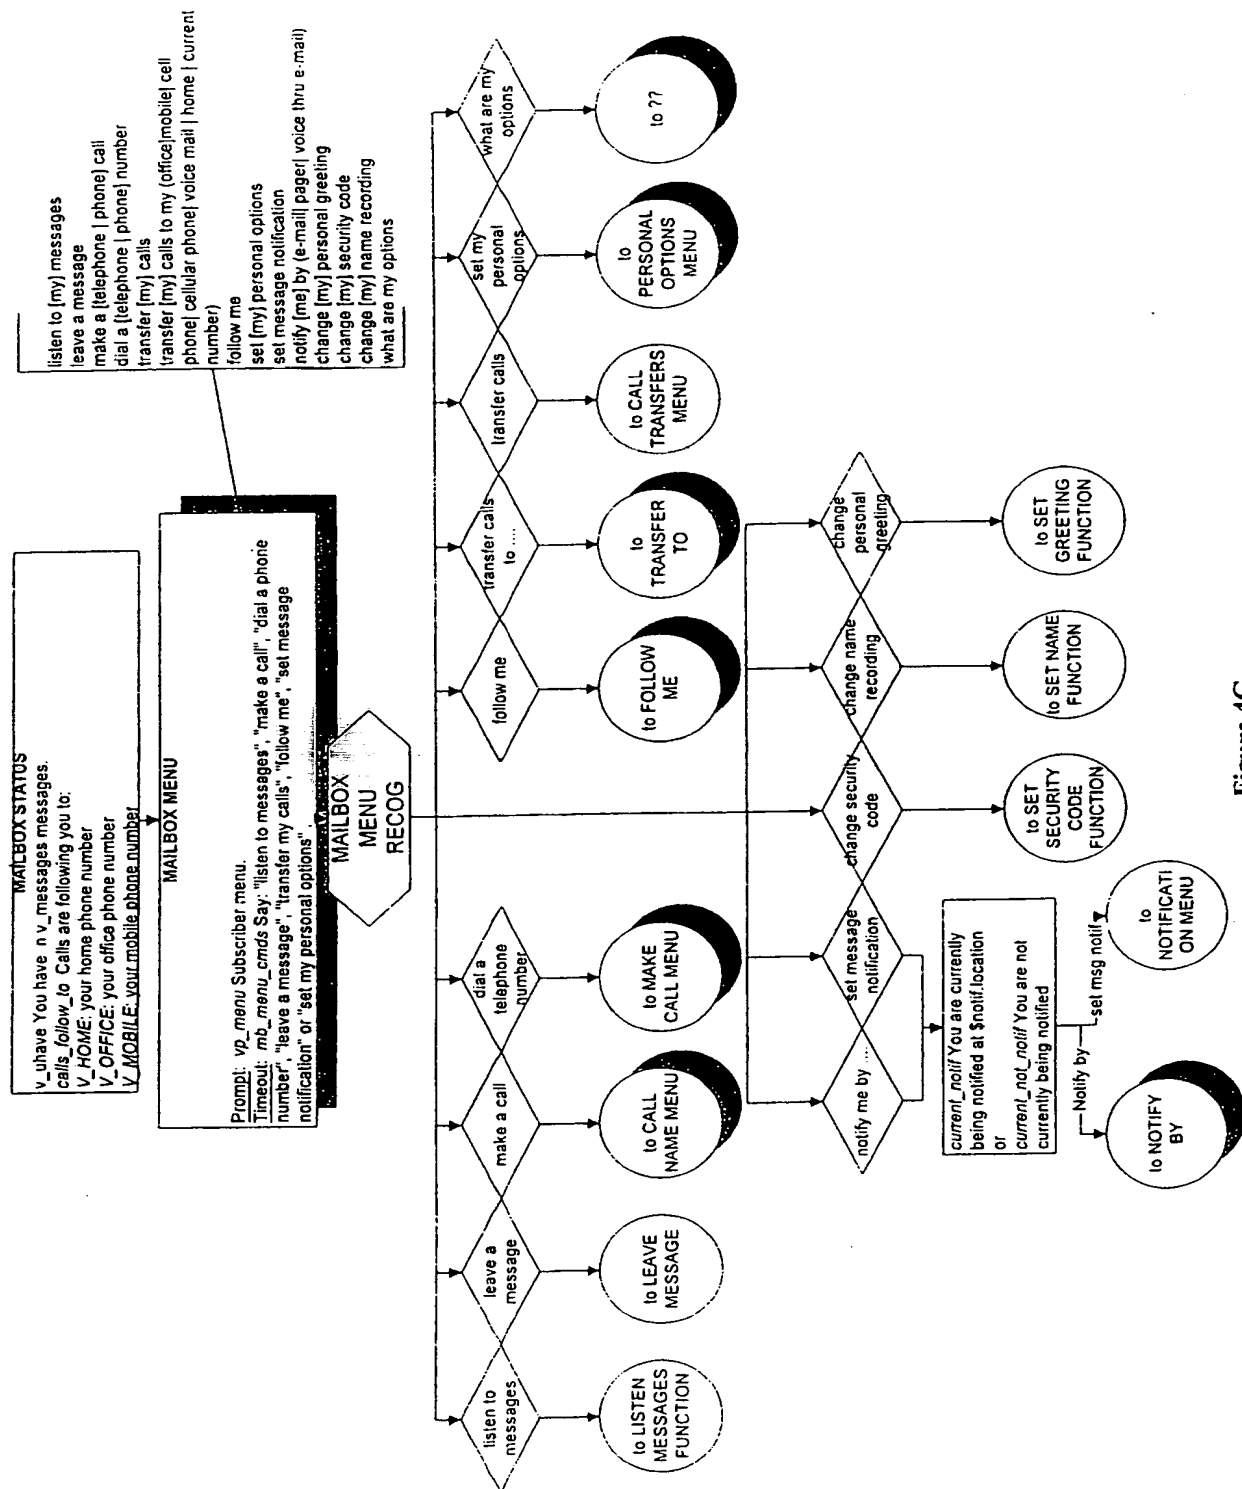 MAILBOX STATUS
v_uhave You have n v_messages messages.
calls_follow_to Calls are following you to:
V_HOME: your home phone number
V_OFFICE: your office phone number
V_MOBILE: your mobile phone number
MAILBOX MENU
Prompt: vp_menu Subscriber menu.
Timeout: mb_menu_cmds Say: "listen to messages", "make a call", "dial a phone
number", "leave a message", "transfer my calls", "follow me", "set message
notification" or "set my personal options".
listen to [my] messages
leave a message
make a [telephone | phone] call
dial a [telephone | phone] number
transfer [my] calls
transfer [my] calls to my (office|mobile| cell
phone| cellular phone| voice mail | home | current
number)
follow me
set [my] personal options
set message notification
notify [me] by (e-mail| pager| voice thru e-mail)
change [my] personal greeting
change [my] security code
change [my] name recording
what are my options
MAILBOX
MENU
RECOG
listen to
messages
leave a
message
make a call
dial a
telephone
number
follow me
transfer calls
to ....
transfer calls
set my
personal
options
what are my
options
to LISTEN
MESSAGES
FUNCTION
to LEAVE
MESSAGE
to CALL
NAME MENU
to MAKE
CALL MENU
to FOLLOW
ME
to
TRANSFER
TO
to CALL
TRANSFERS
MENU
to
PERSONAL
OPTIONS
MENU
to ??
notify me by ....
set message
notification
change security
code
change name
recording
change
personal
greeting
current_notif You are currently
being notified at $notif.location
or
current_not_notif You are not
currently being notified
Notify by
set msg notif
to NOTIFY
BY
to
NOTIFICATI
ON MENU
to SET
SECURITY
CODE
FUNCTION
to SET NAME
FUNCTION
to SET
GREETING
FUNCTION
Figure 4C